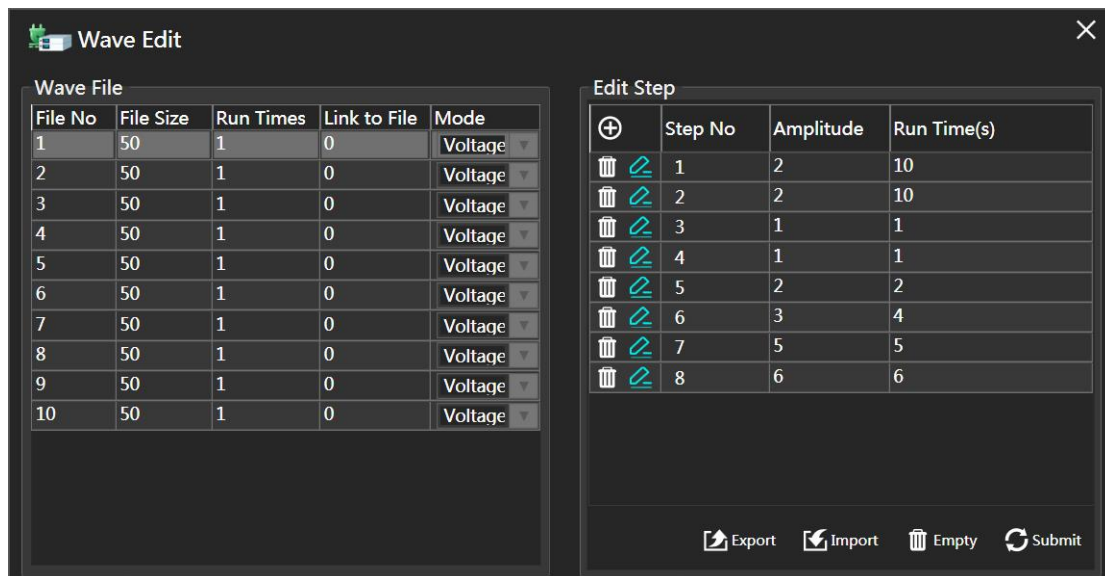 Wave Edit
Wave File
File No File Size Run Times Link to File Mode
1 50 1 0 Voltage
2 50 1 0 Voltage
3 50 1 0 Voltage
4 50 1 0 Voltage
5 50 1 0 Voltage
6 50 1 0 Voltage
7 50 1 0 Voltage
8 50 1 0 Voltage
9 50 1 0 Voltage
10 50 1 0 Voltage
Edit Step
Step No Amplitude Run Time(s)
1 2 10
2 2 10
3 1 1
4 1 1
5 2 2
6 3 4
7 5 5
8 6 6
Export Import Empty Submit